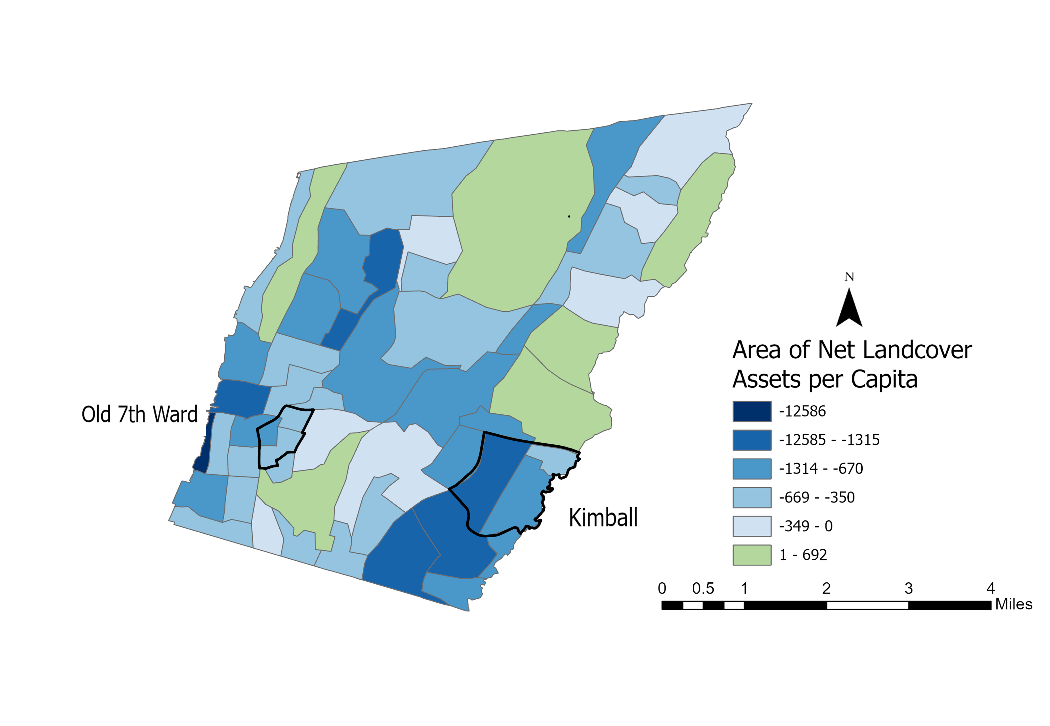 N
Area of Net Landcover
Assets per Capita
-12586
-12585 - -1315
-1314 - -670
-669 - -350
-349 - 0
1 - 692
Old 7th Ward
Kimball
0 0.5 1 2 3 4
Miles